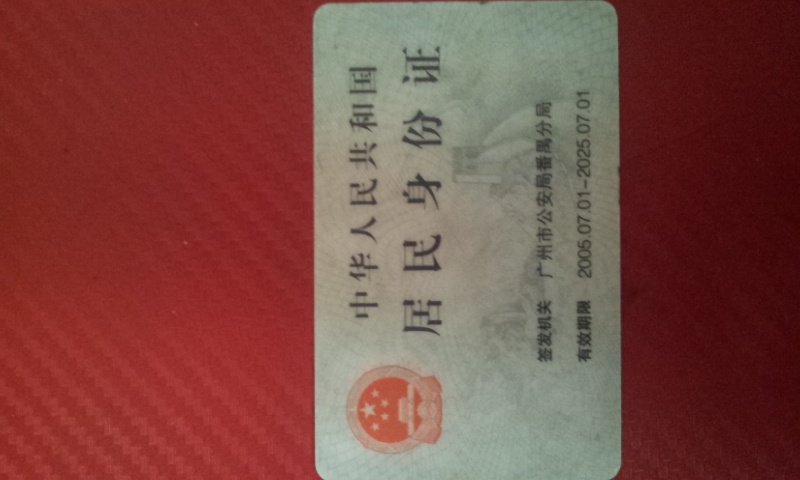 中华人民共和国
居民身份证
签发机关 广州市公安局番禺分局
有效期限 2005.07.01-2025.07.01